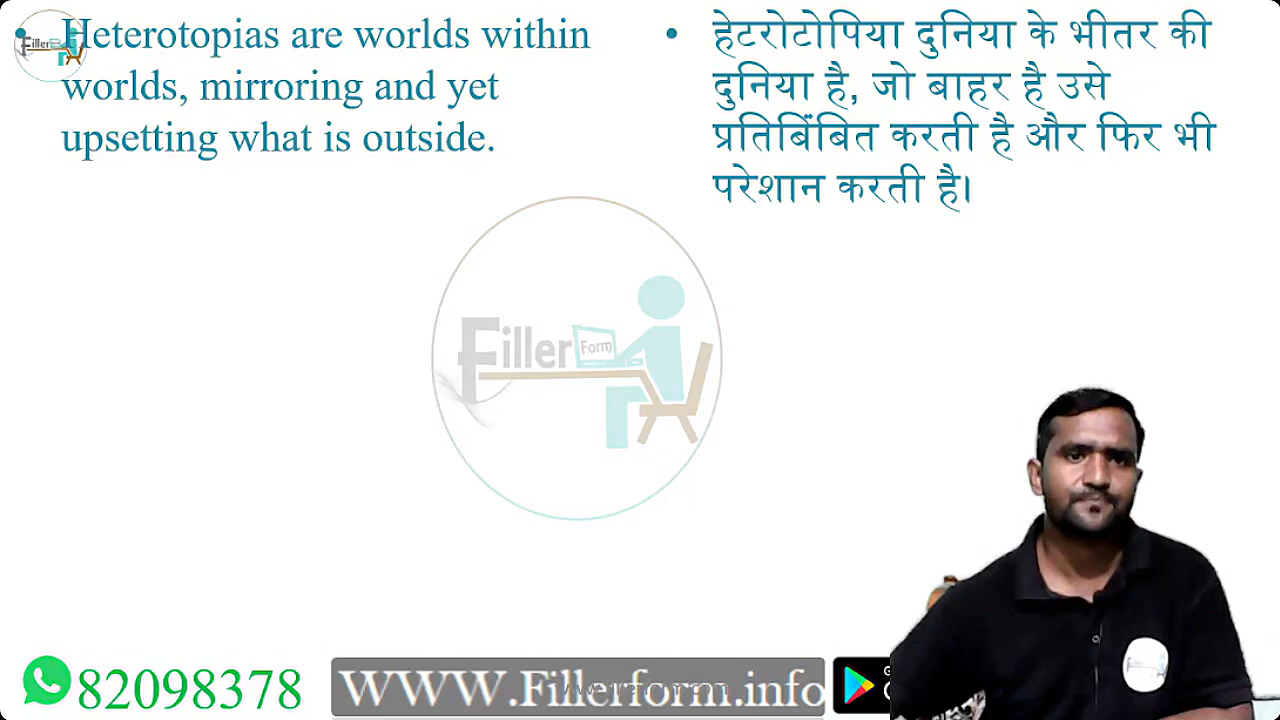 • Heterotopias are worlds within
worlds, mirroring and yet
upsetting what is outside.
• हेटरोटोपिया दुनिया के भीतर की
दुनिया है, जो बाहर है उसे
प्रतिबिंबित करती है और फिर भी
परेशान करती है।
Filler Form
82098378
WWW.Fillerform.info